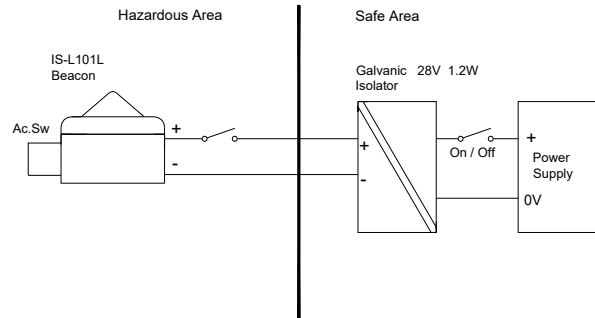 Hazardous Area
Safe Area
IS-L101L
Beacon
Ac.Sw
+
-
Galvanic 28V 1.2W
Isolator
+
-
On / Off
+
Power
Supply
0V